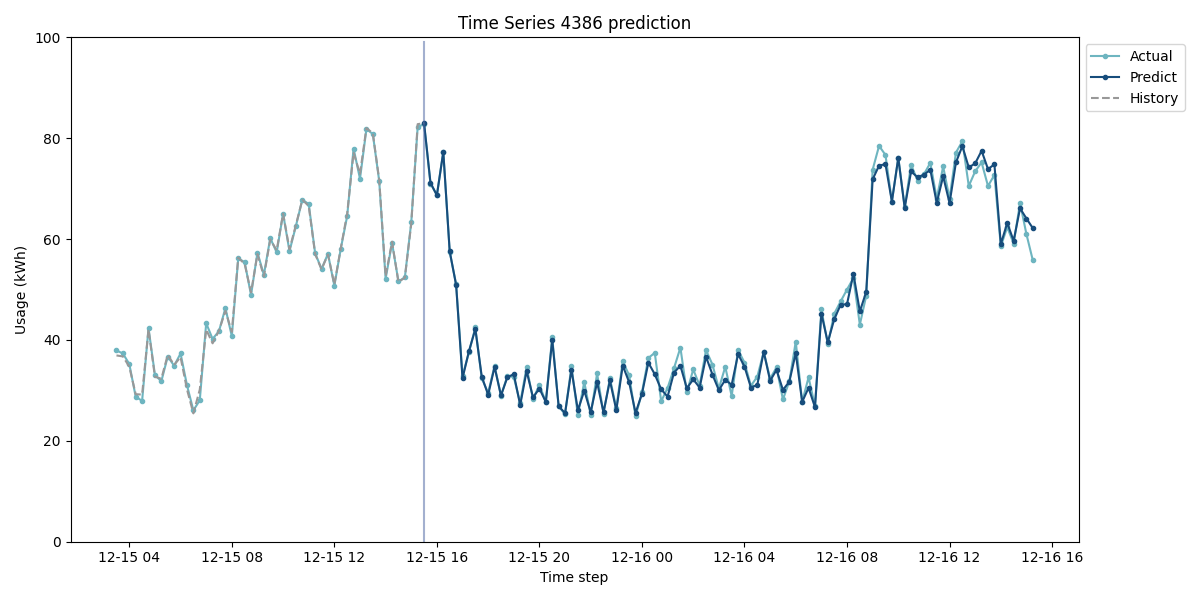 Time Series 4386 prediction
Usage (kWh)
100
80
60
40
20
0
12-15 04
12-15 08
12-15 12
12-15 16
12-15 20
12-16 00
12-16 04
12-16 08
12-16 12
12-16 16
Time step
Actual
Predict
History